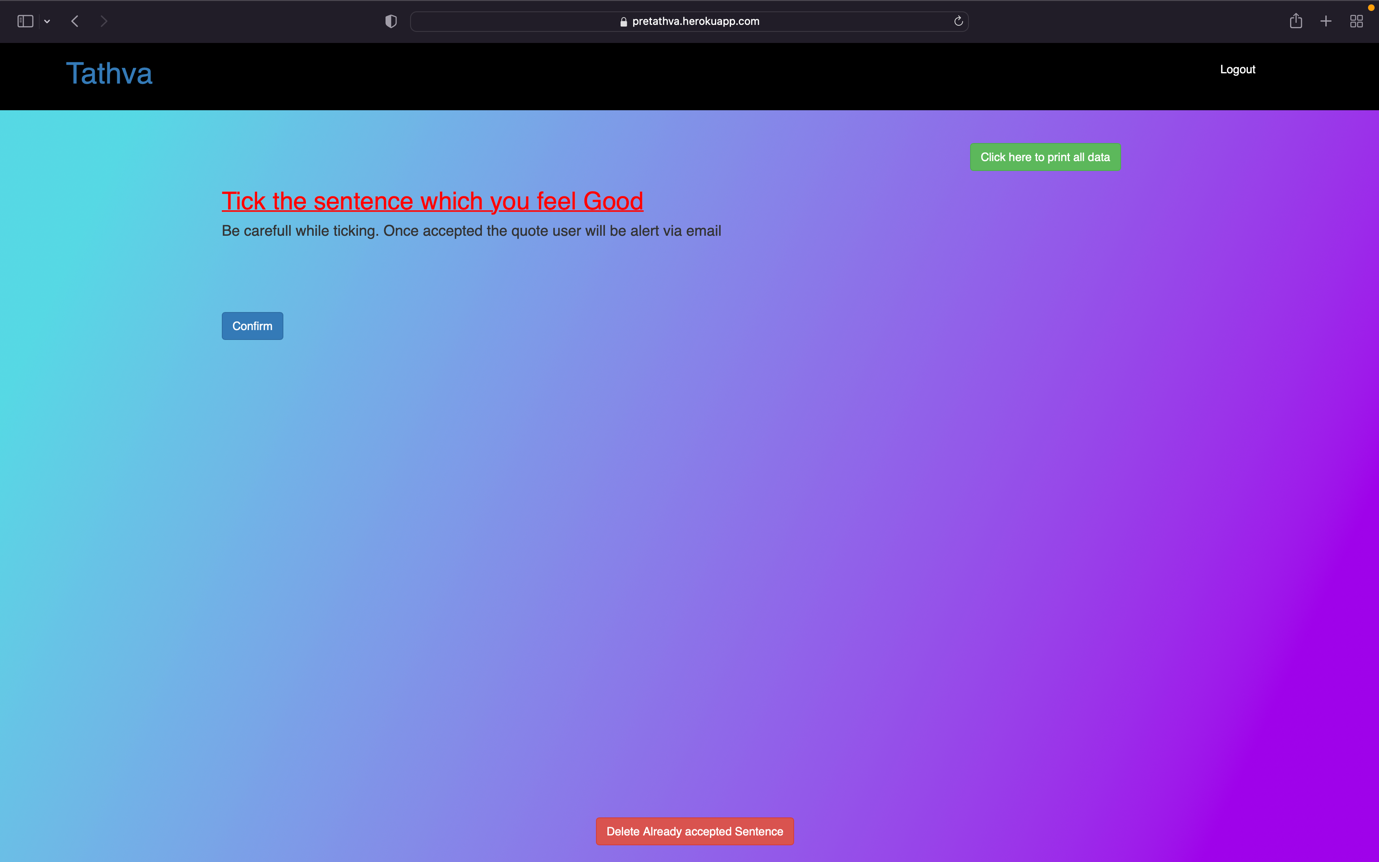 pretathva.herokuapp.com
Tathva
Logout
Click here to print all data
Tick the sentence which you feel Good
Be carefull while ticking. Once accepted the quote user will be alert via email
Confirm
Delete Already accepted Sentence